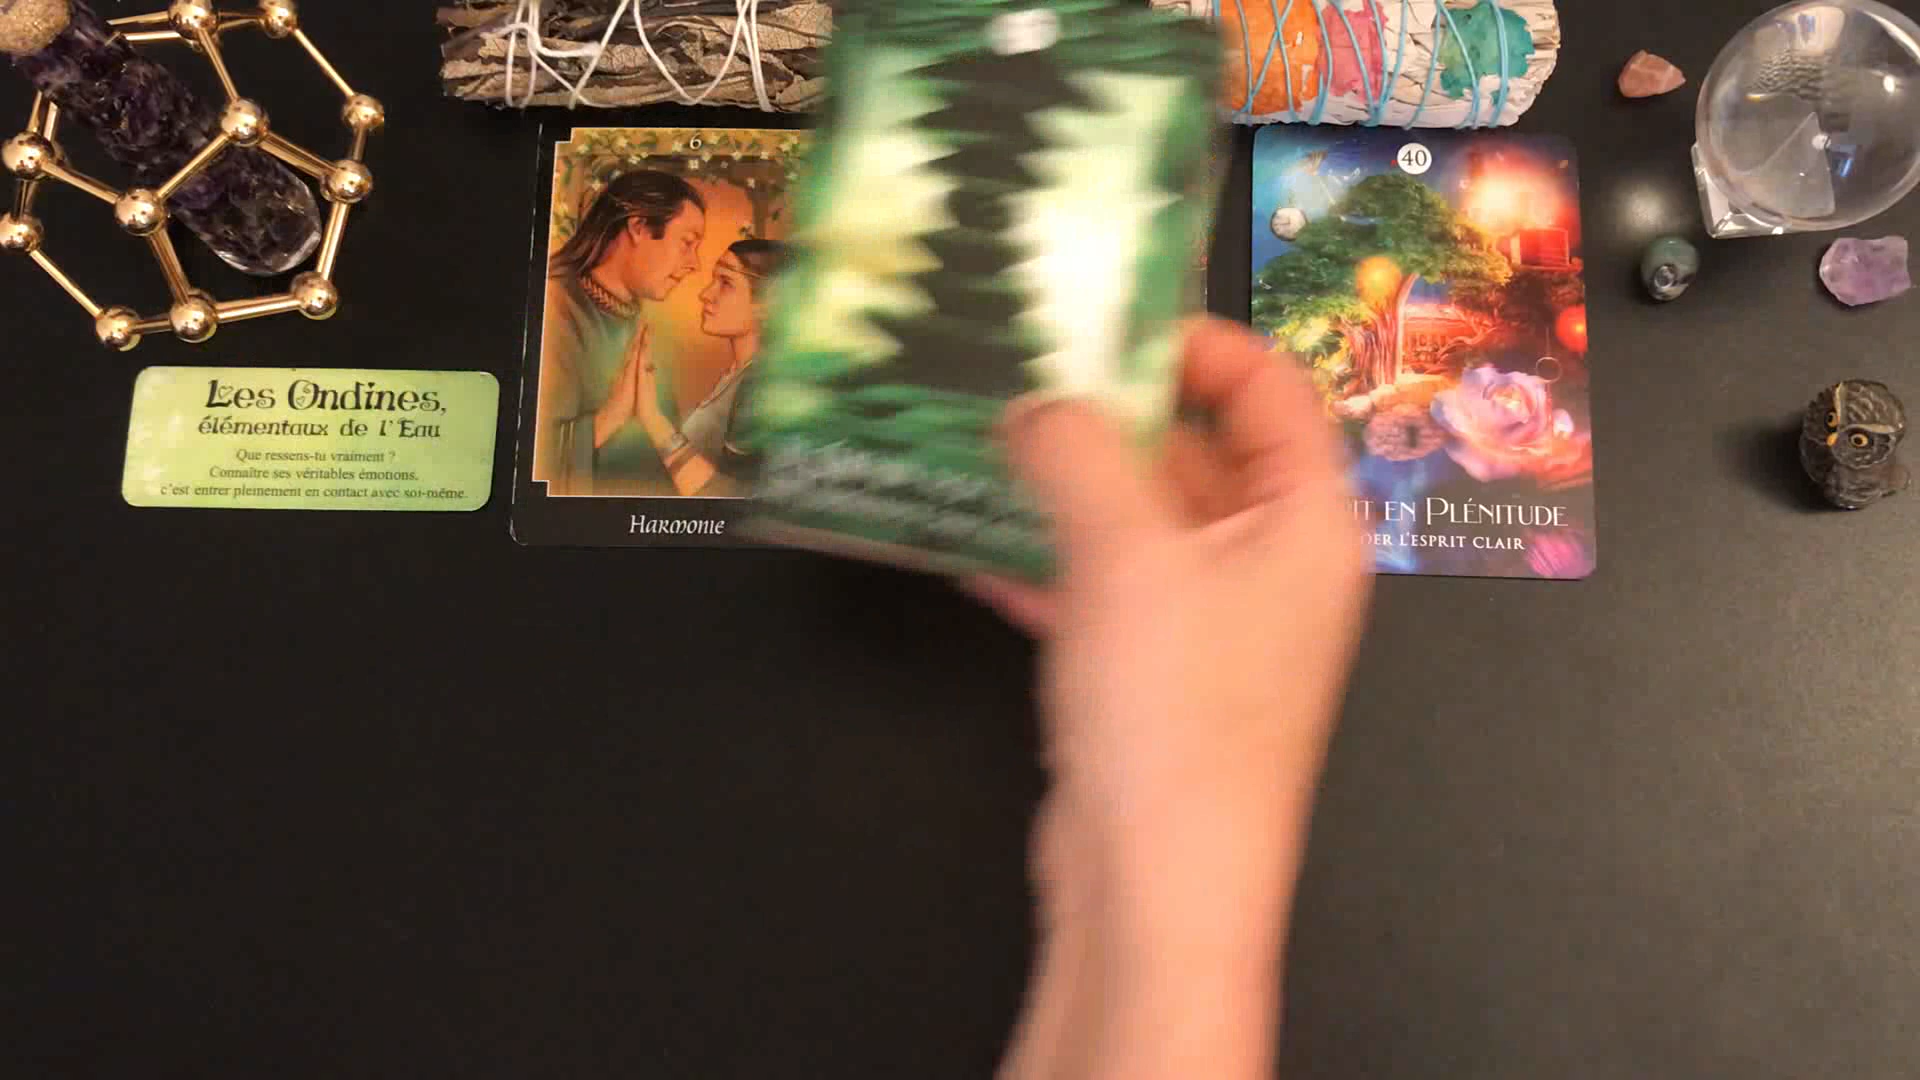 Les Ondines,
élémentaux de l'Eau
Que ressens-tu vraiment ?
Connaître ses véritables émotions,
c'est entrer pleinement en contact avec soi-même.
6
Harmonie
40
EN PLÉNITUDE
L'ESPRIT CLAIR